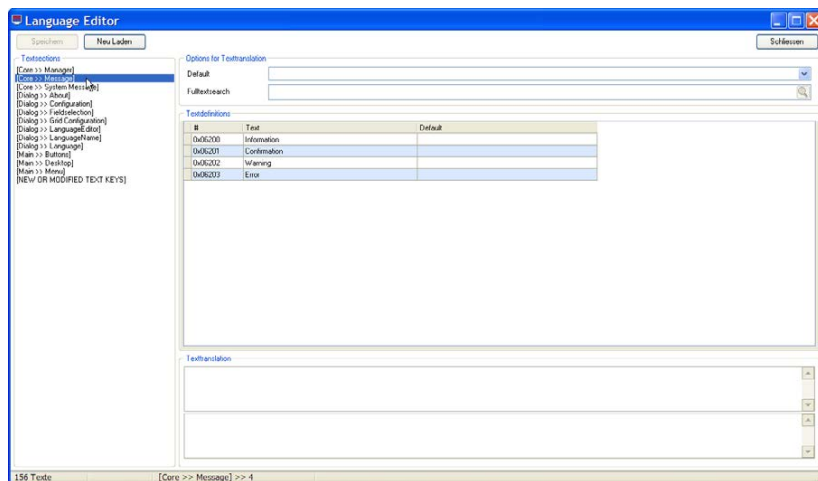 Language Editor
Speichern
Neu Laden
Schliessen
Textsections
[Core >> Manager]
[Core >> Message]
[Core >> System Message]
[Dialog >> About]
[Dialog >> Configuration]
[Dialog >> Fieldselection]
[Dialog >> Grid Configuration]
[Dialog >> LanguageEditor]
[Dialog >> LanguageName]
[Dialog >> Language]
[Main >> Buttons]
[Main >> Desktop]
[Main >> Menu]
[NEW OR MODIFIED TEXT KEYS]
Options for Texttranslation
Default
Fulltextsearch
Textdefinitions
# Text Default
0x06200 Information
0x06201 Confirmation
0x06202 Warning
0x06203 Error
Texttranslation
156 Texte [Core >> Message] >> 4